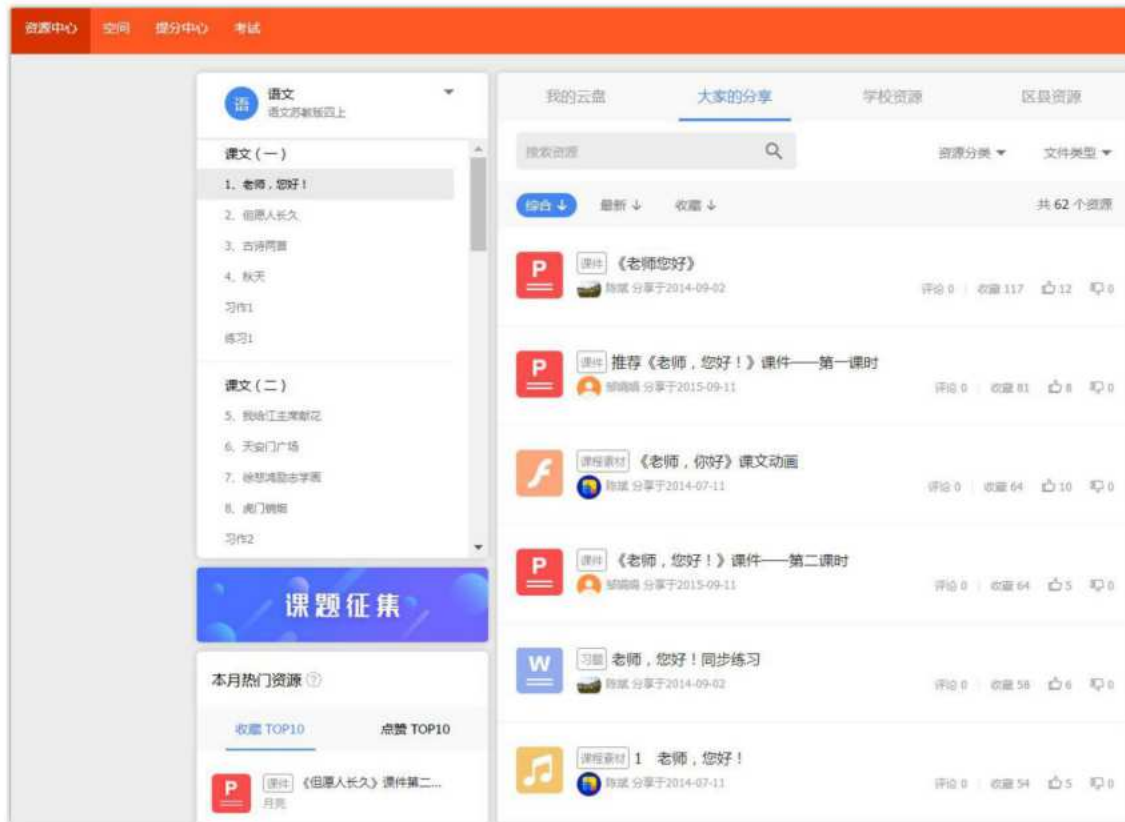 资源中心 空间 提分中心 考试
语 语文
语文苏教版四上
课文(一)
1、老师,您好!
2、但愿人长久
3、古诗两首
4、秋天
习作1
练习1
课文(二)
5、我给江主席献花
6、天安门广场
7、徐悲鸿励志学画
8、虎门销烟
习作2
课题征集
本月热门资源 ?
收藏 TOP10 点赞 TOP10
P 课件 《但愿人长久》课件第二...
月亮
我的云盘 大家的分享 学校资源 区县资源
搜索资源 资源分类 文件类型
综合 ↓ 最新 ↓ 收藏 ↓ 共 62 个资源
P 课件 《老师您好》
陈斌 分享于2014-09-02 评论 0 收藏 117 12 0
P 课件 推荐《老师,您好!》课件——第一课时
分享于2015-09-11 评论 0 收藏 81 8 0
课程素材 《老师,你好》课文动画
陈斌 分享于2014-07-11 评论 0 收藏 64 10 0
P 课件 《老师,您好!》课件——第二课时
分享于2015-09-11 评论 0 收藏 64 5 0
W 习题 老师,您好!同步练习
陈斌 分享于2014-09-02 评论 0 收藏 58 6 0
课程素材 1 老师,您好!
陈斌 分享于2014-07-11 评论 0 收藏 54 5 0